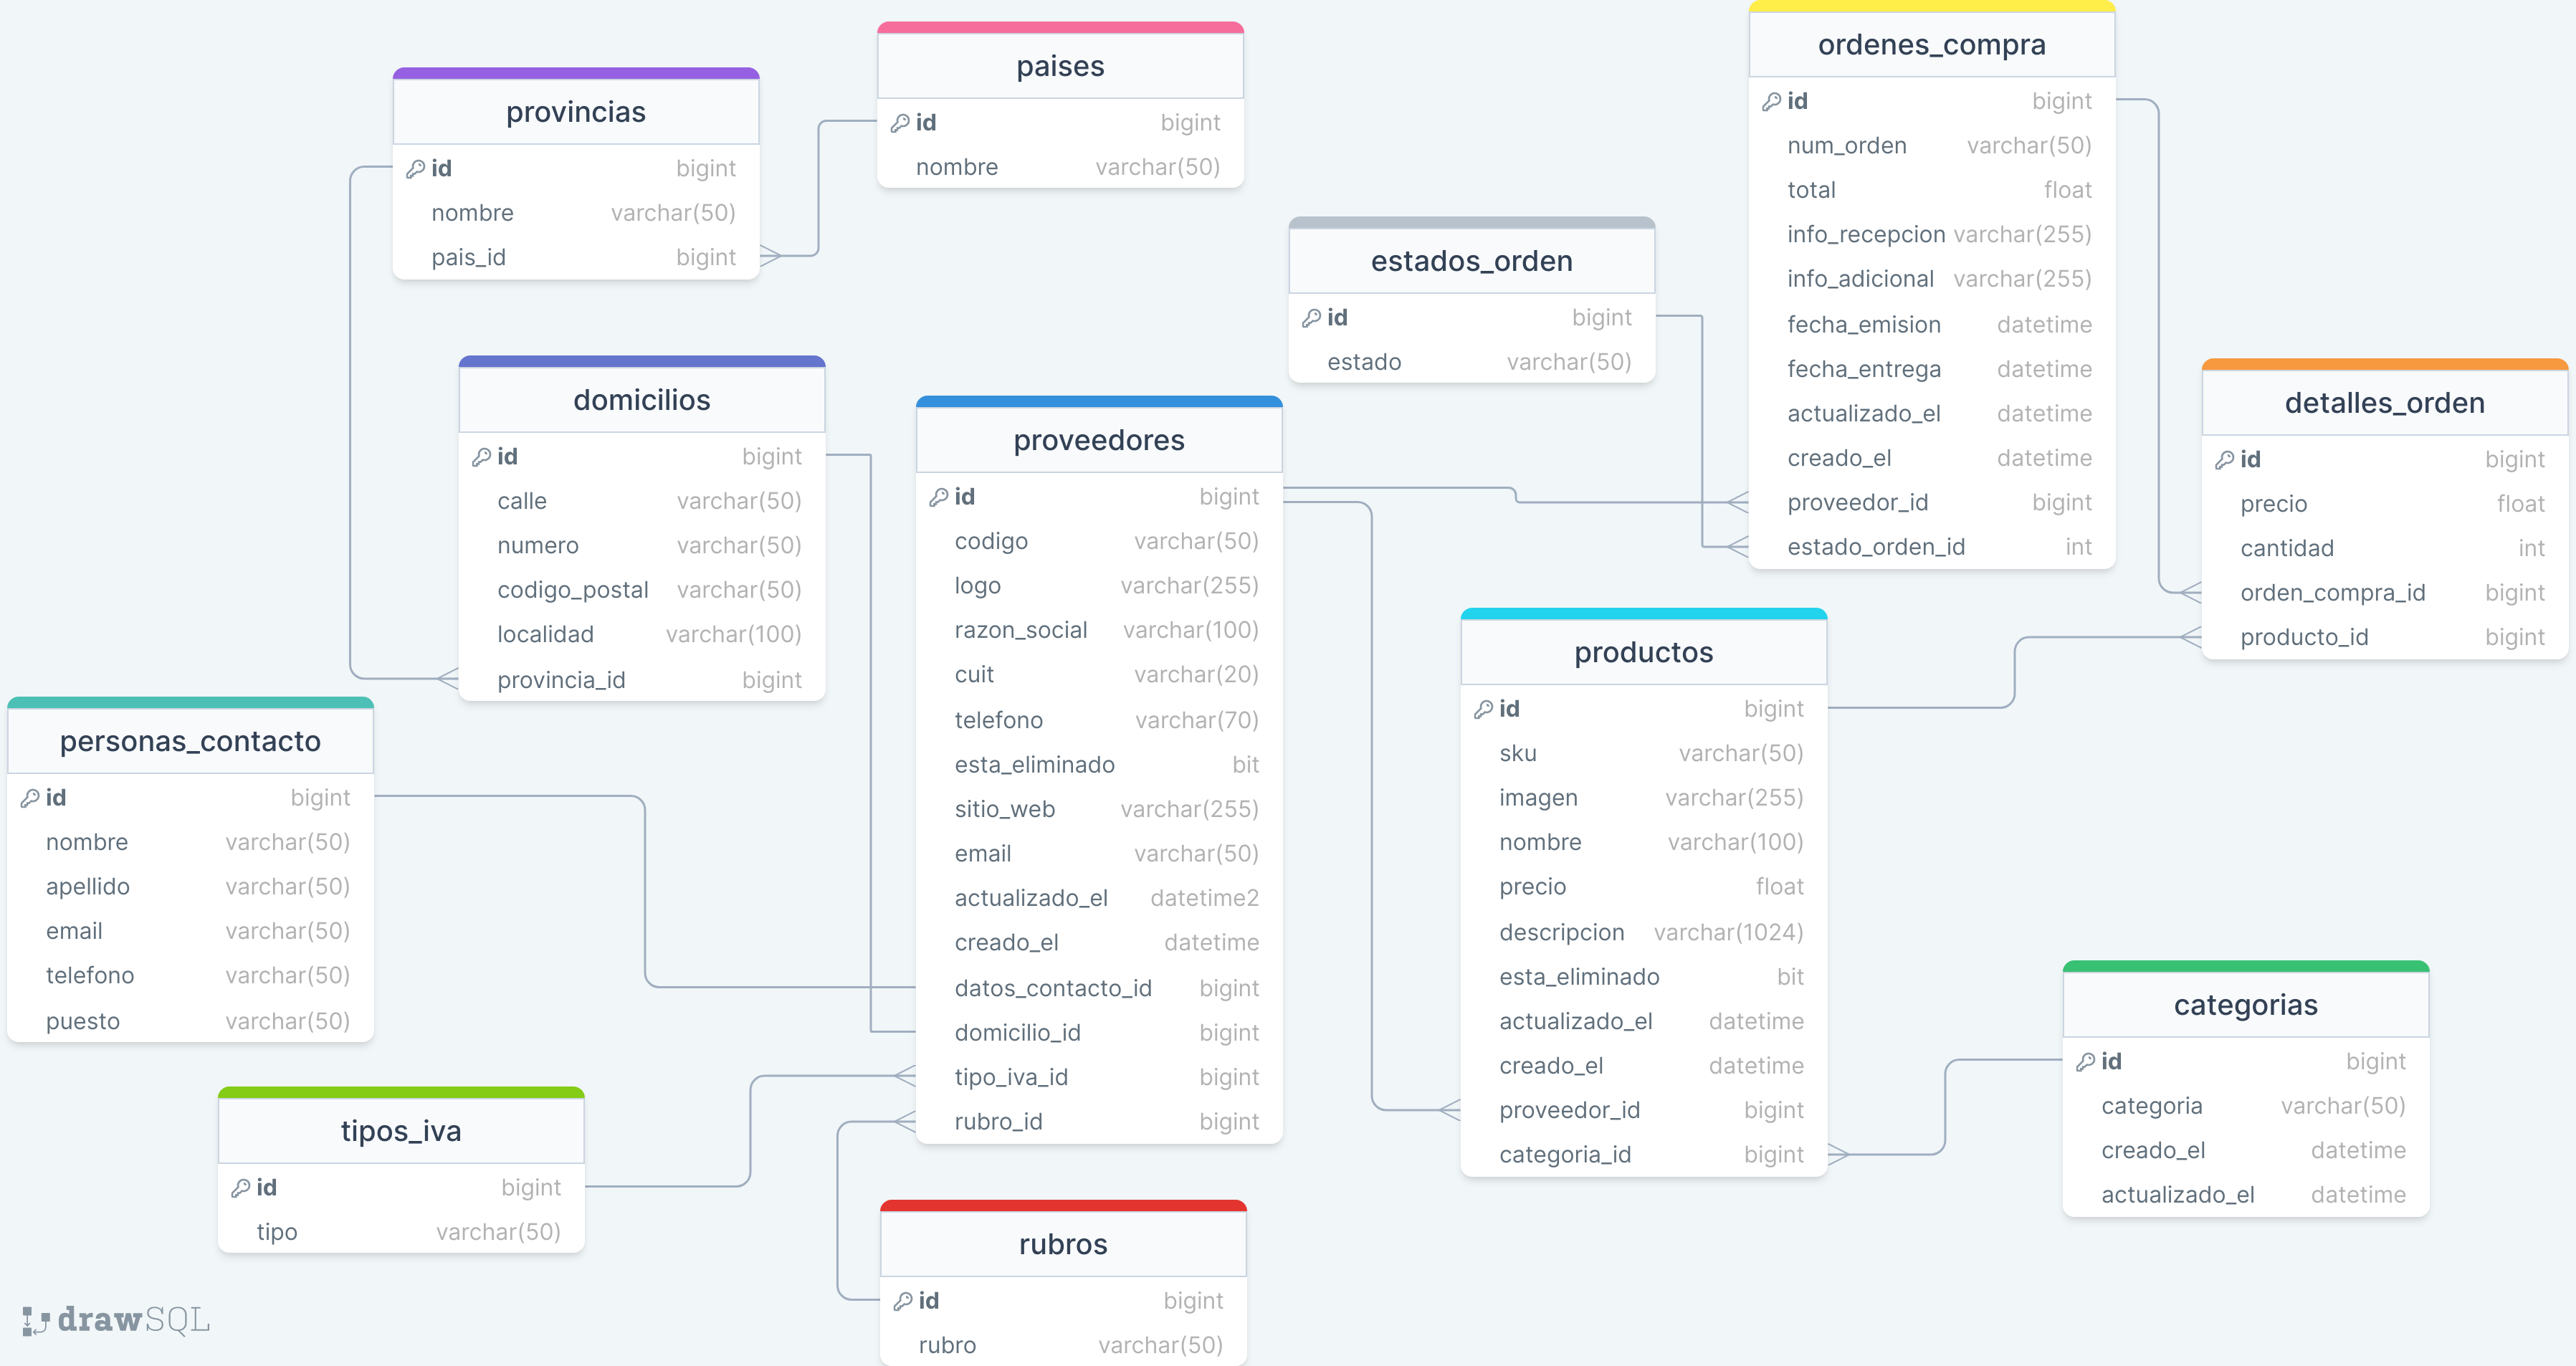 provincias
id bigint
nombre varchar(50)
pais_id bigint
paises
id bigint
nombre varchar(50)
ordenes_compra
id bigint
num_orden varchar(50)
total float
info_recepcion varchar(255)
info_adicional varchar(255)
fecha_emision datetime
fecha_entrega datetime
actualizado_el datetime
creado_el datetime
proveedor_id bigint
estado_orden_id int
estados_orden
id bigint
estado varchar(50)
domicilios
id bigint
calle varchar(50)
numero varchar(50)
codigo_postal varchar(50)
localidad varchar(100)
provincia_id bigint
proveedores
id bigint
codigo varchar(50)
logo varchar(255)
razon_social varchar(100)
cuit varchar(20)
telefono varchar(70)
esta_eliminado bit
sitio_web varchar(255)
email varchar(50)
actualizado_el datetime2
creado_el datetime
datos_contacto_id bigint
domicilio_id bigint
tipo_iva_id bigint
rubro_id bigint
detalles_orden
id bigint
precio float
cantidad int
orden_compra_id bigint
producto_id bigint
productos
id bigint
sku varchar(50)
imagen varchar(255)
nombre varchar(100)
precio float
descripcion varchar(1024)
esta_eliminado bit
actualizado_el datetime
creado_el datetime
proveedor_id bigint
categoria_id bigint
personas_contacto
id bigint
nombre varchar(50)
apellido varchar(50)
email varchar(50)
telefono varchar(50)
puesto varchar(50)
categorias
id bigint
categoria varchar(50)
creado_el datetime
actualizado_el datetime
tipos_iva
id bigint
tipo varchar(50)
rubros
id bigint
rubro varchar(50)
drawSQL